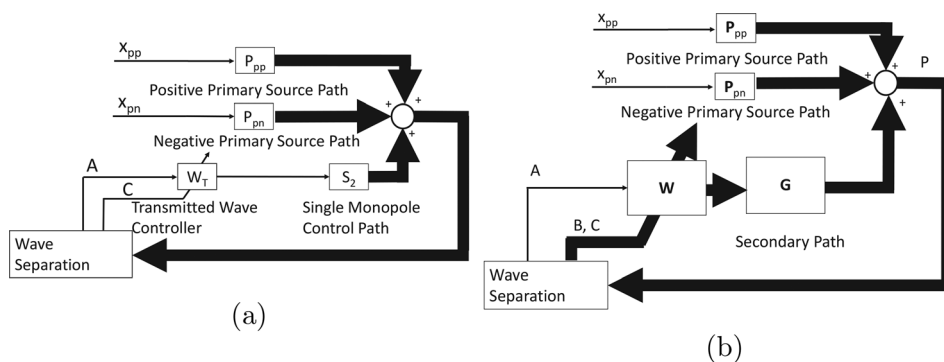 X_pp
P_pp
Positive Primary Source Path
X_pn
P_pn
Negative Primary Source Path
A
C
W_T
S_2
Transmitted Wave
Controller
Single Monopole
Control Path
Wave
Separation
(a)
X_pp
P_pp
Positive Primary Source Path
P
X_pn
P_pn
Negative Primary Source Path
A
W
G
B, C
Secondary Path
Wave
Separation
(b)
+
+
+
+
+
+